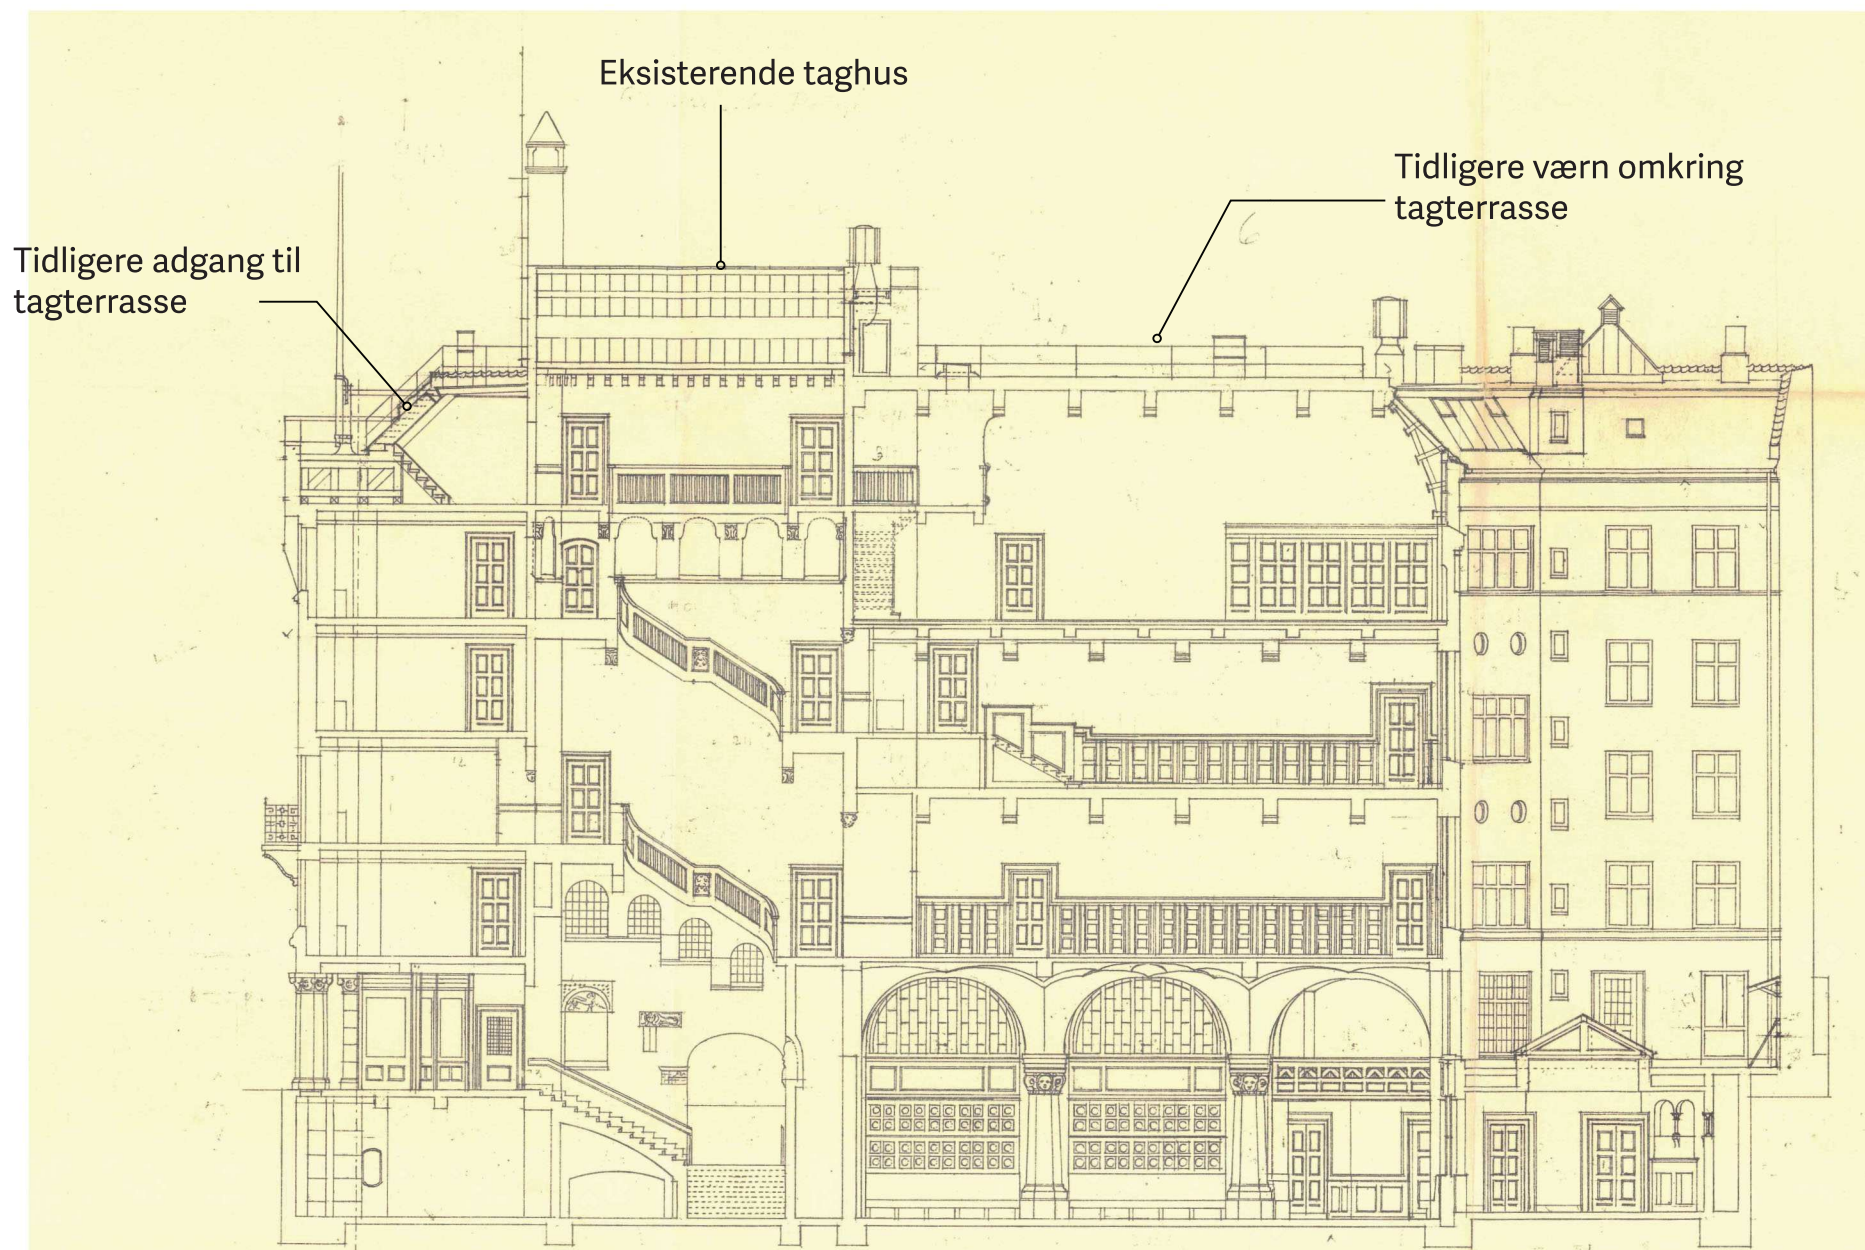 Eksisterende taghus
Tidligere værn omkring
tagterrasse
Tidligere adgang til
tagterrasse